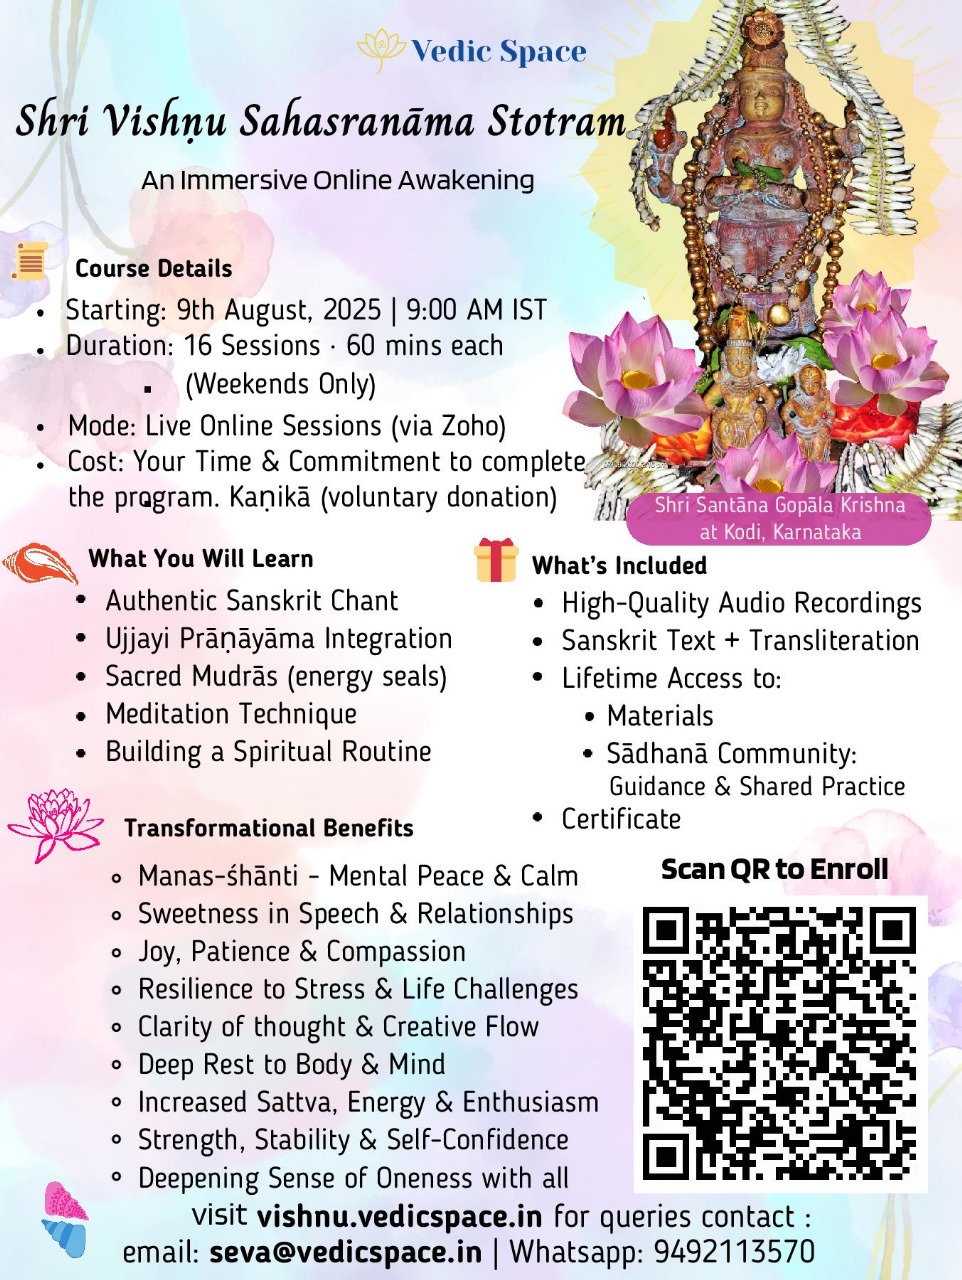 Vedic Space
Shri Vishṇu Sahasranāma Stotram
An Immersive Online Awakening
Course Details
• Starting: 9th August, 2025 | 9:00 AM IST
• Duration: 16 Sessions · 60 mins each
▪ (Weekends Only)
• Mode: Live Online Sessions (via Zoho)
• Cost: Your Time & Commitment to complete
the program. Kaṇikā (voluntary donation)
Shri Santāna Gopāla Krishna
at Kodi, Karnataka
What You Will Learn
• Authentic Sanskrit Chant
• Ujjayi Prāṇāyāma Integration
• Sacred Mudrās (energy seals)
• Meditation Technique
• Building a Spiritual Routine
What's Included
• High-Quality Audio Recordings
• Sanskrit Text + Transliteration
• Lifetime Access to:
• Materials
• Sādhanā Community:
Guidance & Shared Practice
• Certificate
Transformational Benefits
∘ Manas-śhānti - Mental Peace & Calm
∘ Sweetness in Speech & Relationships
∘ Joy, Patience & Compassion
∘ Resilience to Stress & Life Challenges
∘ Clarity of thought & Creative Flow
∘ Deep Rest to Body & Mind
∘ Increased Sattva, Energy & Enthusiasm
∘ Strength, Stability & Self-Confidence
∘ Deepening Sense of Oneness with all
Scan QR to Enroll
visit vishnu.vedicspace.in for queries contact :
email: seva@vedicspace.in | Whatsapp: 9492113570